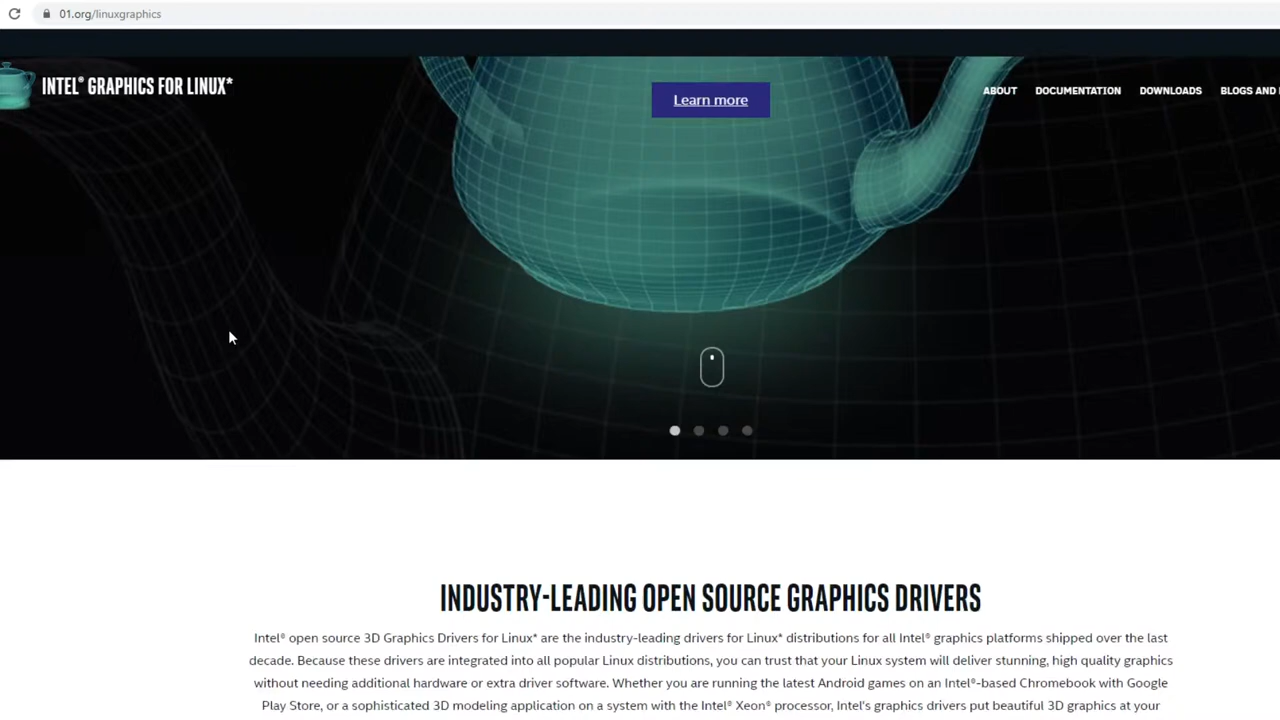 01.org/linuxgraphics
INTEL® GRAPHICS FOR LINUX*
Learn more
ABOUT DOCUMENTATION DOWNLOADS BLOGS AND
INDUSTRY-LEADING OPEN SOURCE GRAPHICS DRIVERS
Intel® open source 3D Graphics Drivers for Linux* are the industry-leading drivers for Linux* distributions for all Intel® graphics platforms shipped over the last
decade. Because these drivers are integrated into all popular Linux distributions, you can trust that your Linux system will deliver stunning, high quality graphics
without needing additional hardware or extra driver software. Whether you are running the latest Android games on an Intel®-based Chromebook with Google
Play Store, or a sophisticated 3D modeling application on a system with the Intel® Xeon® processor, Intel's graphics drivers put beautiful 3D graphics at your